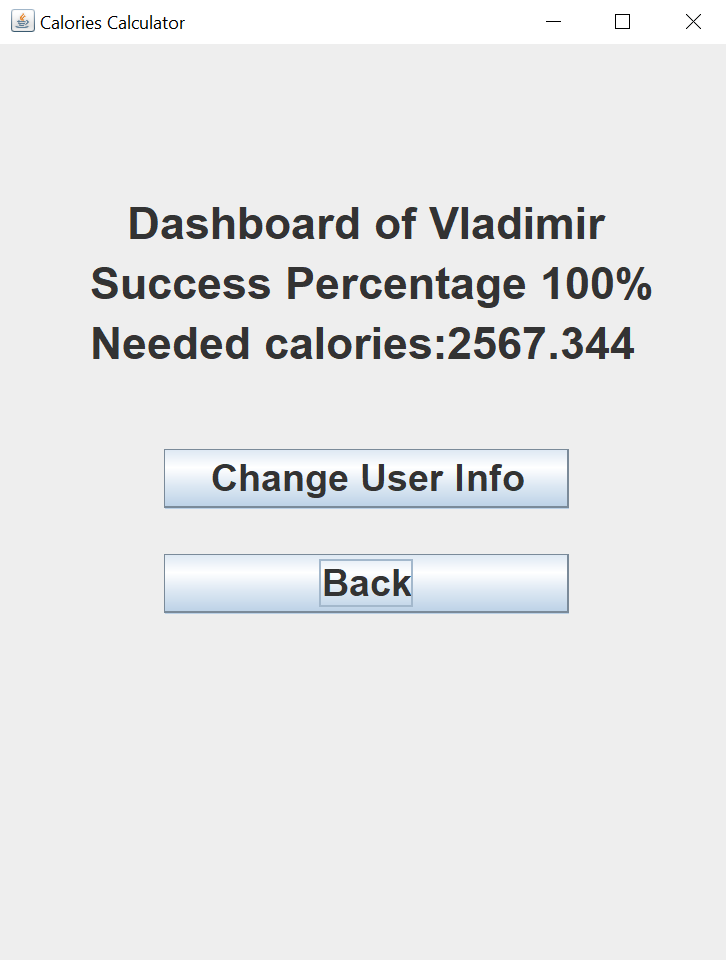 Calories Calculator
Dashboard of Vladimir
Success Percentage 100%
Needed calories:2567.344
Change User Info
Back